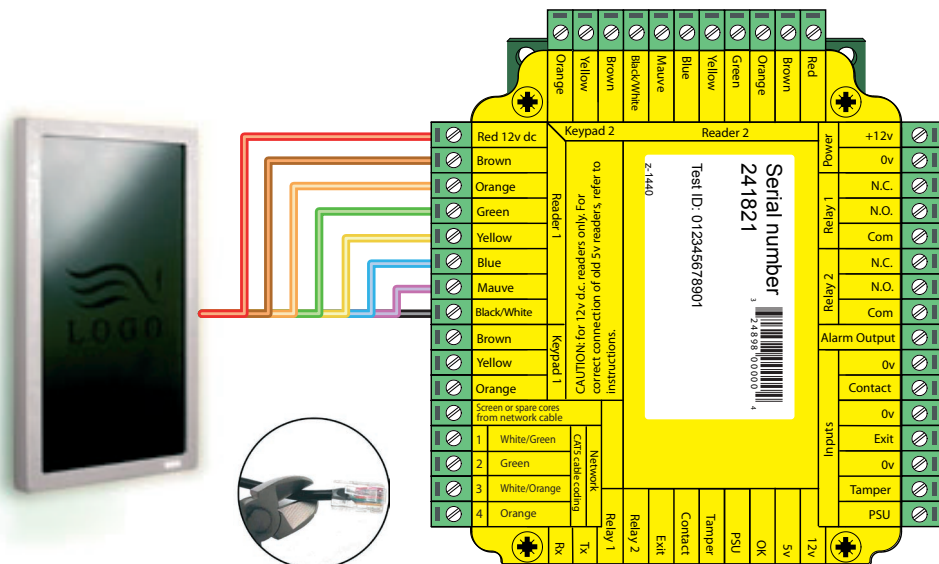 Orange
Yellow
Brown
Black/White
Mauve
Blue
Yellow
Green
Orange
Brown
Red
Keypad 2
Reader 2
Red 12v dc
Brown
Orange
Green
Yellow
Blue
Mauve
Black/White
Reader 1
Brown
Yellow
Orange
Keypad 1
CAUTION: for 12v d.c. readers only. For
correct connection of old 5v readers, refer to
instructions.
Screen or spare cores
from network cable
1 White/Green
2 Green
3 White/Orange
4 Orange
CAT5 cable coding
Network
Serial number
241821
Test ID: 012345678901
z-1440
3 24898 00000 4
Power
+12v
0v
Relay 1
N.C.
N.O.
Com
Relay 2
N.C.
N.O.
Com
Alarm Output
Inputs
0v
Contact
0v
Exit
0v
Tamper
PSU
Rx
Tx
Relay 1
Relay 2
Exit
Contact
Tamper
PSU
OK
5v
12v
LOGO